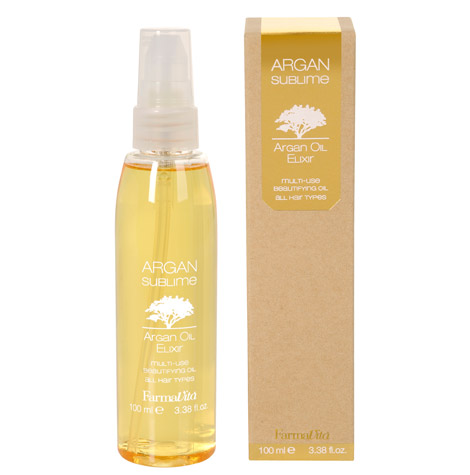 ARGAN
SUBLIME
Argan Oil
Elixir
MULTI-USE
BEAUTIFYING OIL
ALL HAIR TYPES
FarmaVita
100 ml e 3.38 fl.oz.
ARGAN
SUBLIME
Argan Oil
Elixir
MULTI-USE
BEAUTIFYING OIL
ALL HAIR TYPES
FarmaVita
100 ml e 3.38 fl.oz.